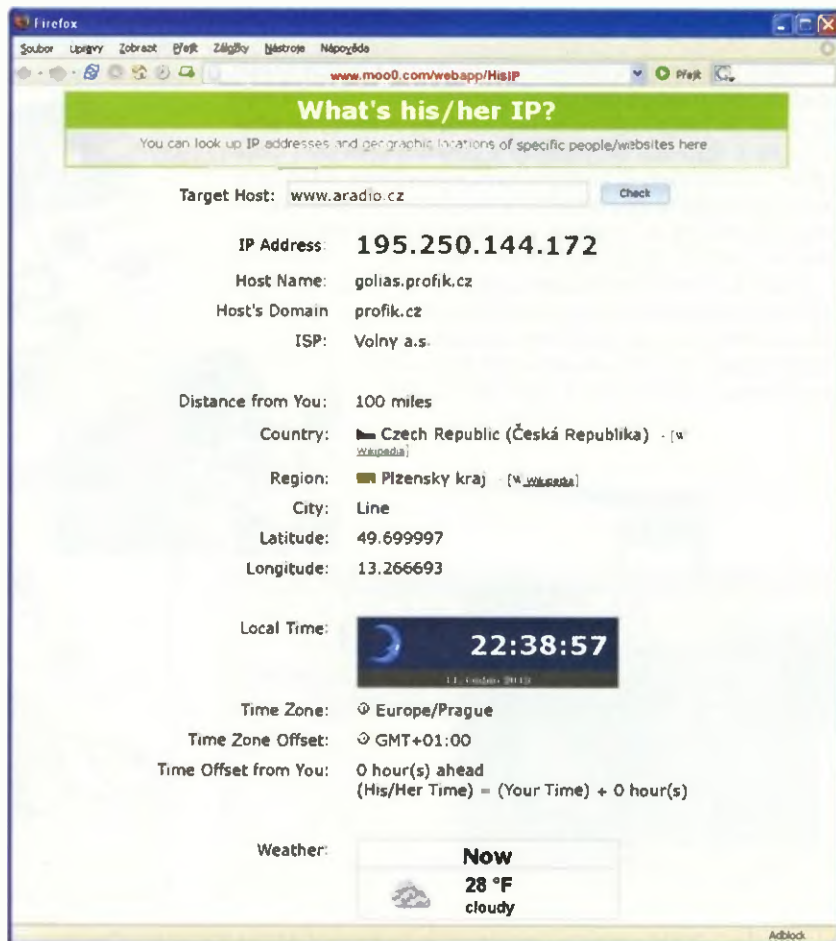 Firefox
Soubor Úpravy Zobrazit Přejít Záložky Nástroje Nápověda
www.moo0.com/webapp/HisIP Přejít
What's his/her IP?
You can look up IP addresses and geographic locations of specific people/websites here
Target Host: www.aradio.cz Check
IP Address: 195.250.144.172
Host Name: golias.profik.cz
Host's Domain profik.cz
ISP: Volny a.s.
Distance from You: 100 miles
Country: Czech Republic (Česká Republika) - [W
Wikipedia]
Region: Plzensky kraj - [W Wikipedia]
City: Line
Latitude: 49.699997
Longitude: 13.266693
Local Time: 22:38:57
Time Zone: Europe/Prague
Time Zone Offset: GMT+01:00
Time Offset from You: 0 hour(s) ahead
(His/Her Time) = (Your Time) + 0 hour(s)
Weather: Now
28 °F
cloudy
Adblock